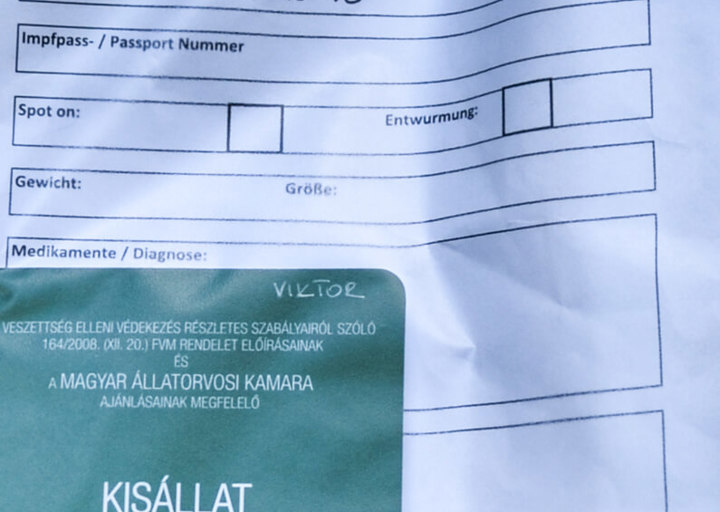 Impfpass- / Passport Nummer
Spot on: Entwurmung:
Gewicht: Größe:
Medikamente / Diagnose:
VIKTOR
VESZETTSÉG ELLENI VÉDEKEZÉS RÉSZLETES SZABÁLYAIRÓL SZÓLÓ
164/2008. (XII. 20.) FVM RENDELET ELŐÍRÁSAINAK
ÉS
A MAGYAR ÁLLATORVOSI KAMARA
AJÁNLÁSAINAK MEGFELELŐ
KISÁLLAT